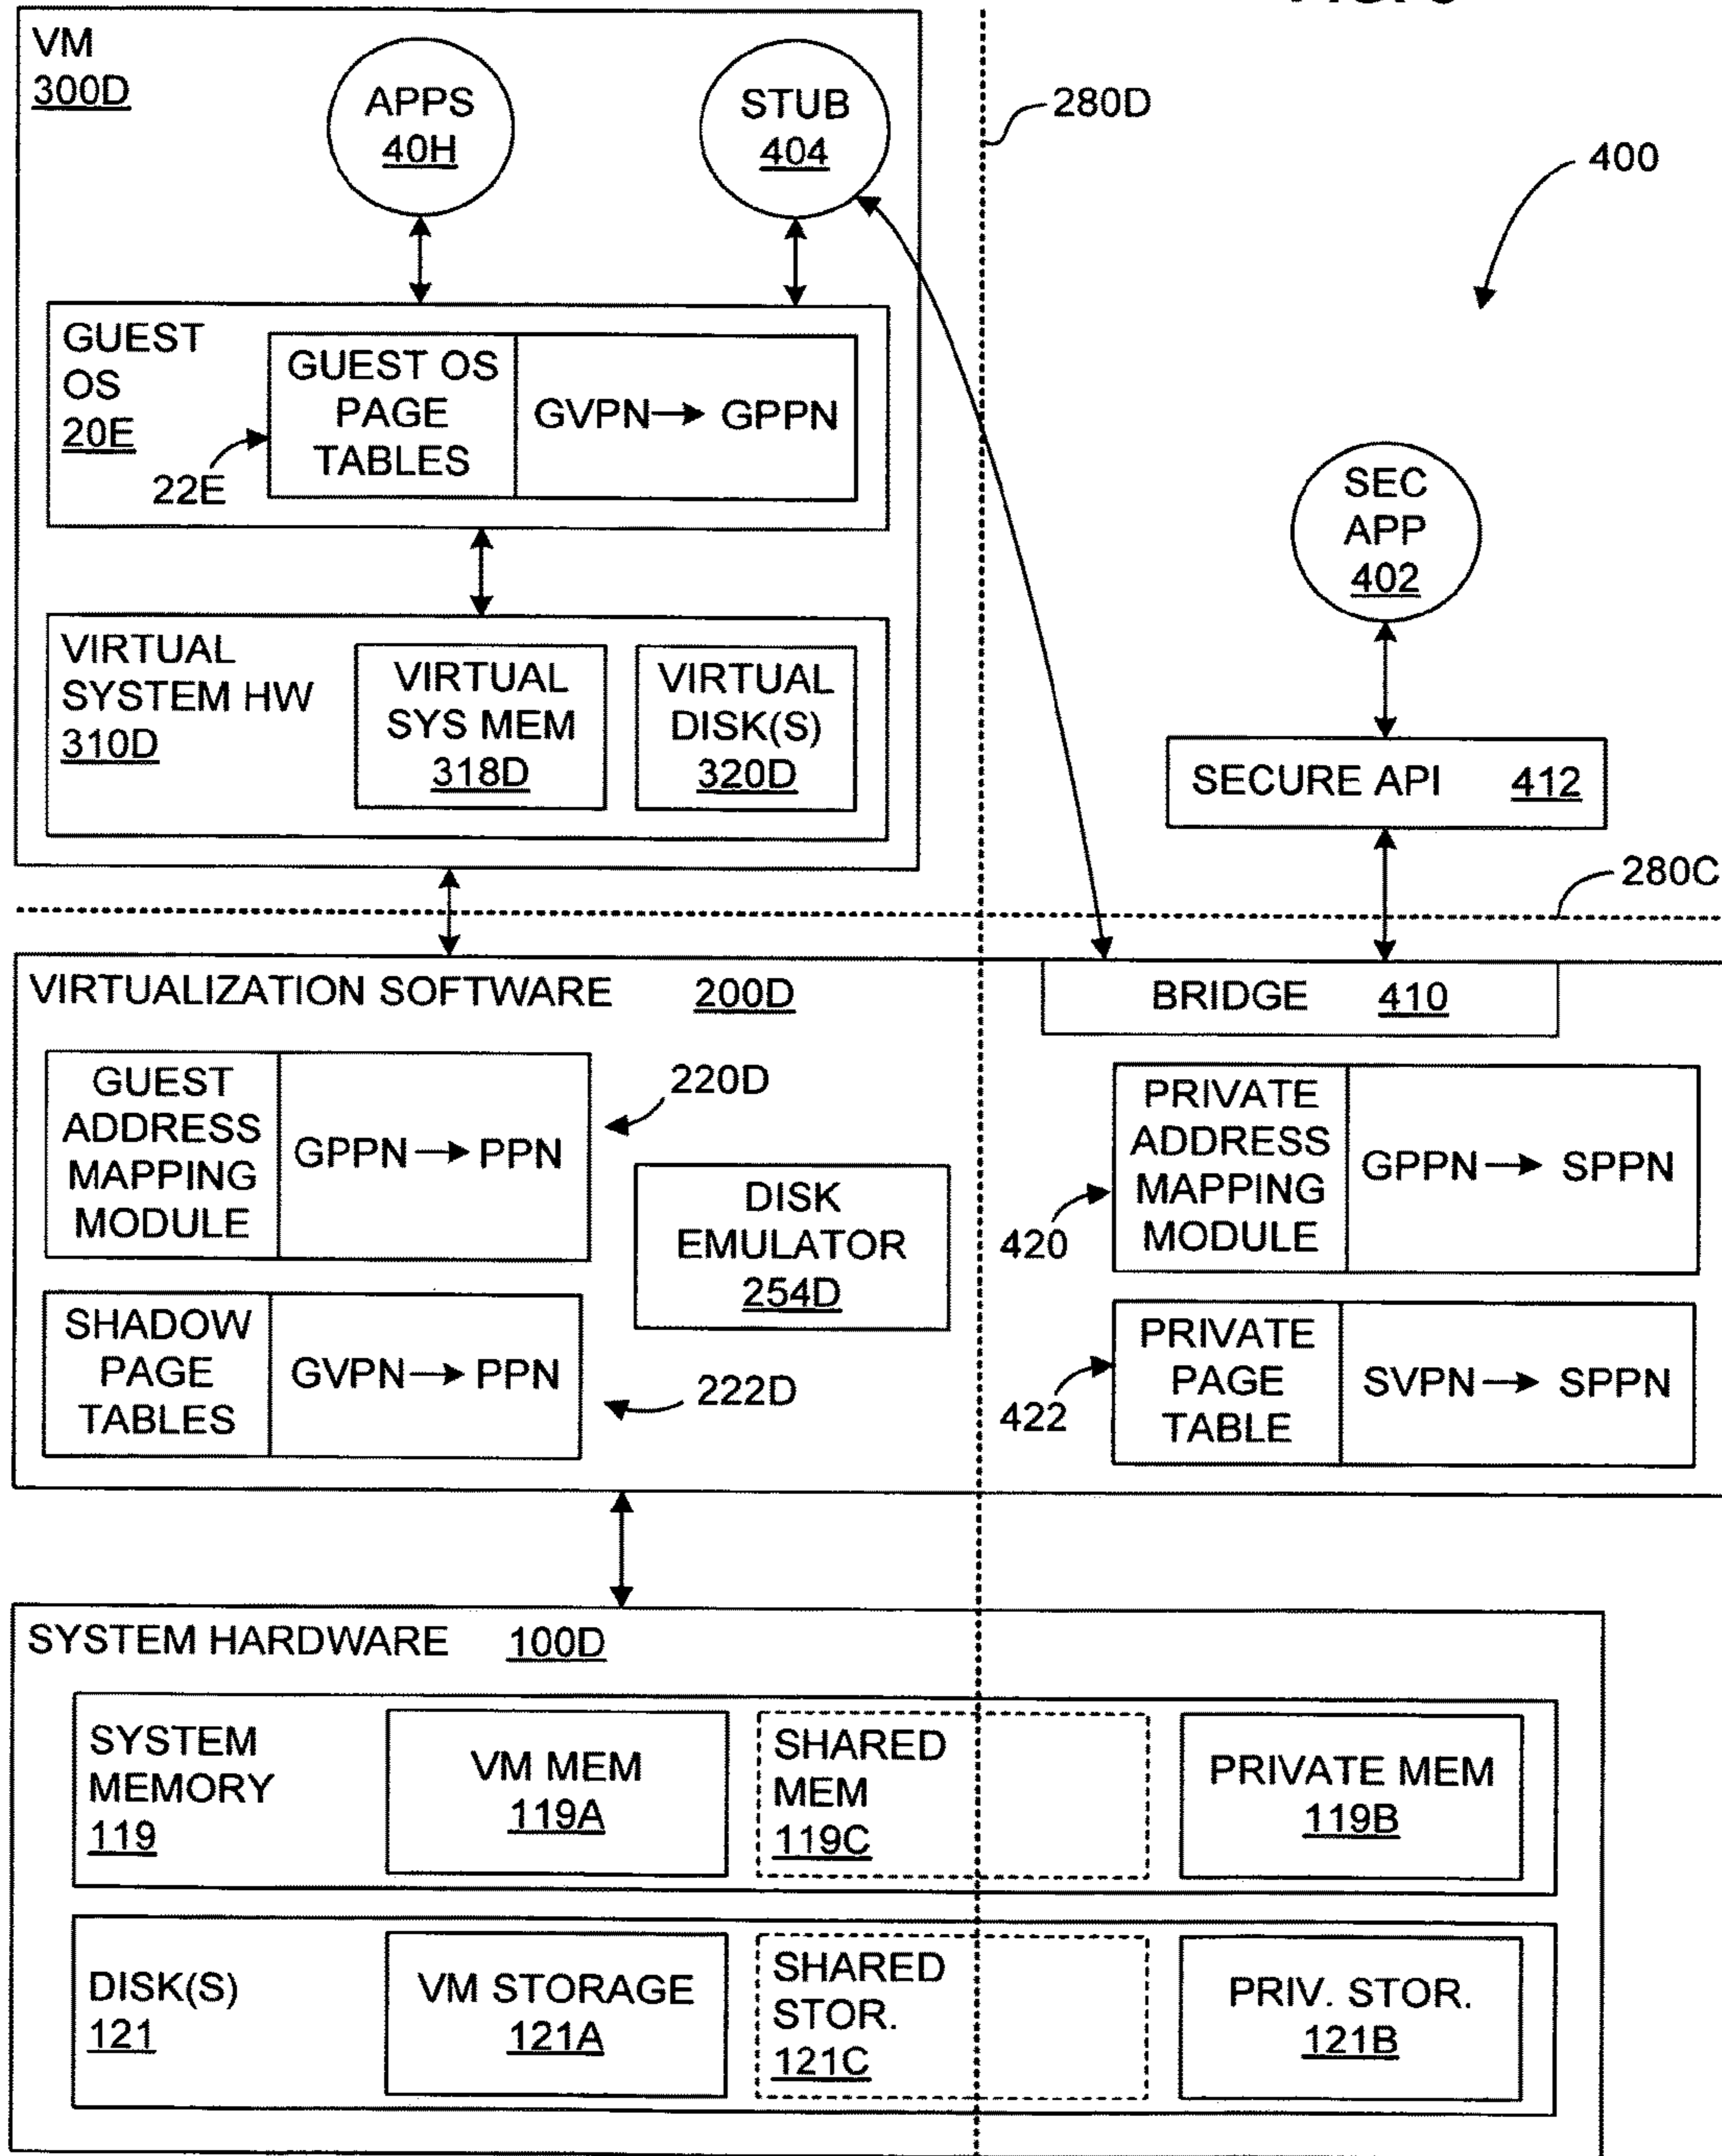 VM
300D
APPS
40H
STUB
404
280D
400
GUEST
OS
20E
22E
GUEST OS
PAGE
TABLES
GVPN→ GPPN
SEC
APP
402
VIRTUAL
SYSTEM HW
310D
VIRTUAL
SYS MEM
318D
VIRTUAL
DISK(S)
320D
SECURE API 412
280C
VIRTUALIZATION SOFTWARE 200D
BRIDGE 410
GUEST
ADDRESS
MAPPING
MODULE
GPPN→ PPN
220D
DISK
EMULATOR
254D
SHADOW
PAGE
TABLES
GVPN→ PPN
222D
PRIVATE
ADDRESS
MAPPING
MODULE
GPPN→ SPPN
420
PRIVATE
PAGE
TABLE
SVPN→ SPPN
422
SYSTEM HARDWARE 100D
SYSTEM
MEMORY
119
VM MEM
119A
SHARED
MEM
119C
PRIVATE MEM
119B
DISK(S)
121
VM STORAGE
121A
SHARED
STOR.
121C
PRIV. STOR.
121B